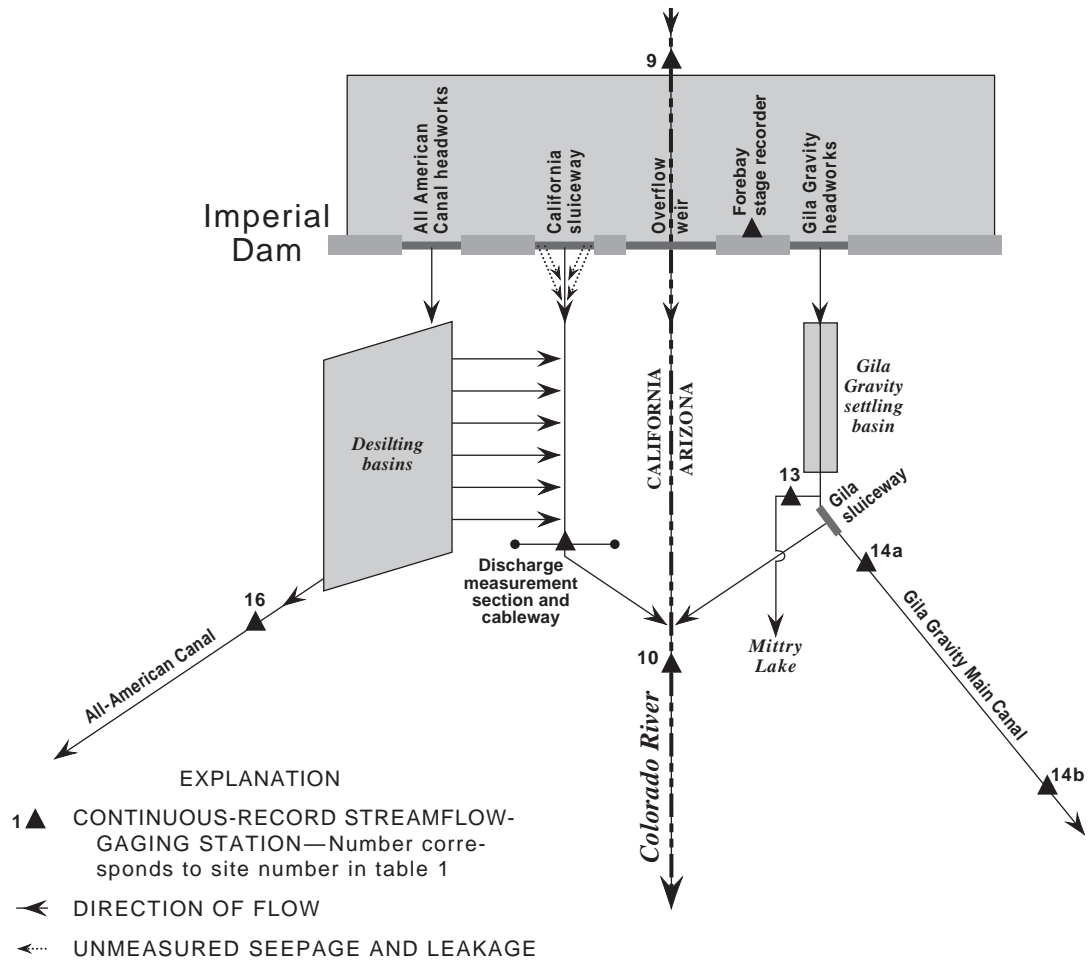 9
All American
Canal headworks
California
sluiceway
Overflow
weir
Forebay
stage recorder
Gila Gravity
headworks
Imperial
Dam
CALIFORNIA
ARIZONA
Gila
Gravity
settling
basin
Desilting
basins
13
Gila
sluiceway
14a
Discharge
measurement
section and
cableway
16
All-American Canal
Mittry
Lake
10
Colorado River
Gila Gravity Main Canal
14b
EXPLANATION
1 CONTINUOUS-RECORD STREAMFLOW-
GAGING STATION—Number corre-
sponds to site number in table 1
DIRECTION OF FLOW
UNMEASURED SEEPAGE AND LEAKAGE